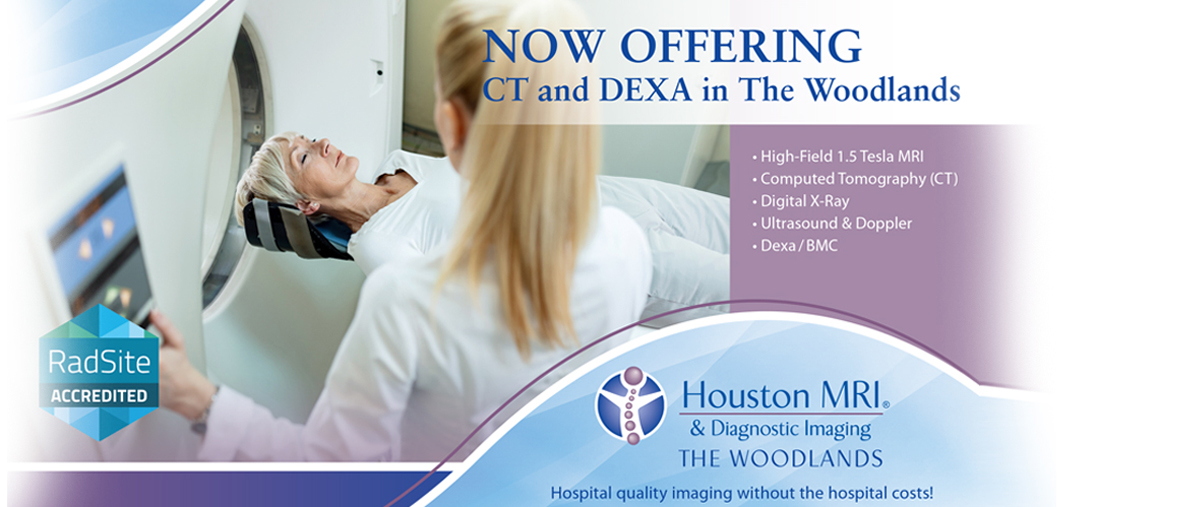 NOW OFFERING
CT and DEXA in The Woodlands
• High-Field 1.5 Tesla MRI
• Computed Tomography (CT)
• Digital X-Ray
• Ultrasound & Doppler
• Dexa/BMC
RadSite
ACCREDITED
Houston MRI®
& Diagnostic Imaging
THE WOODLANDS
Hospital quality imaging without the hospital costs!